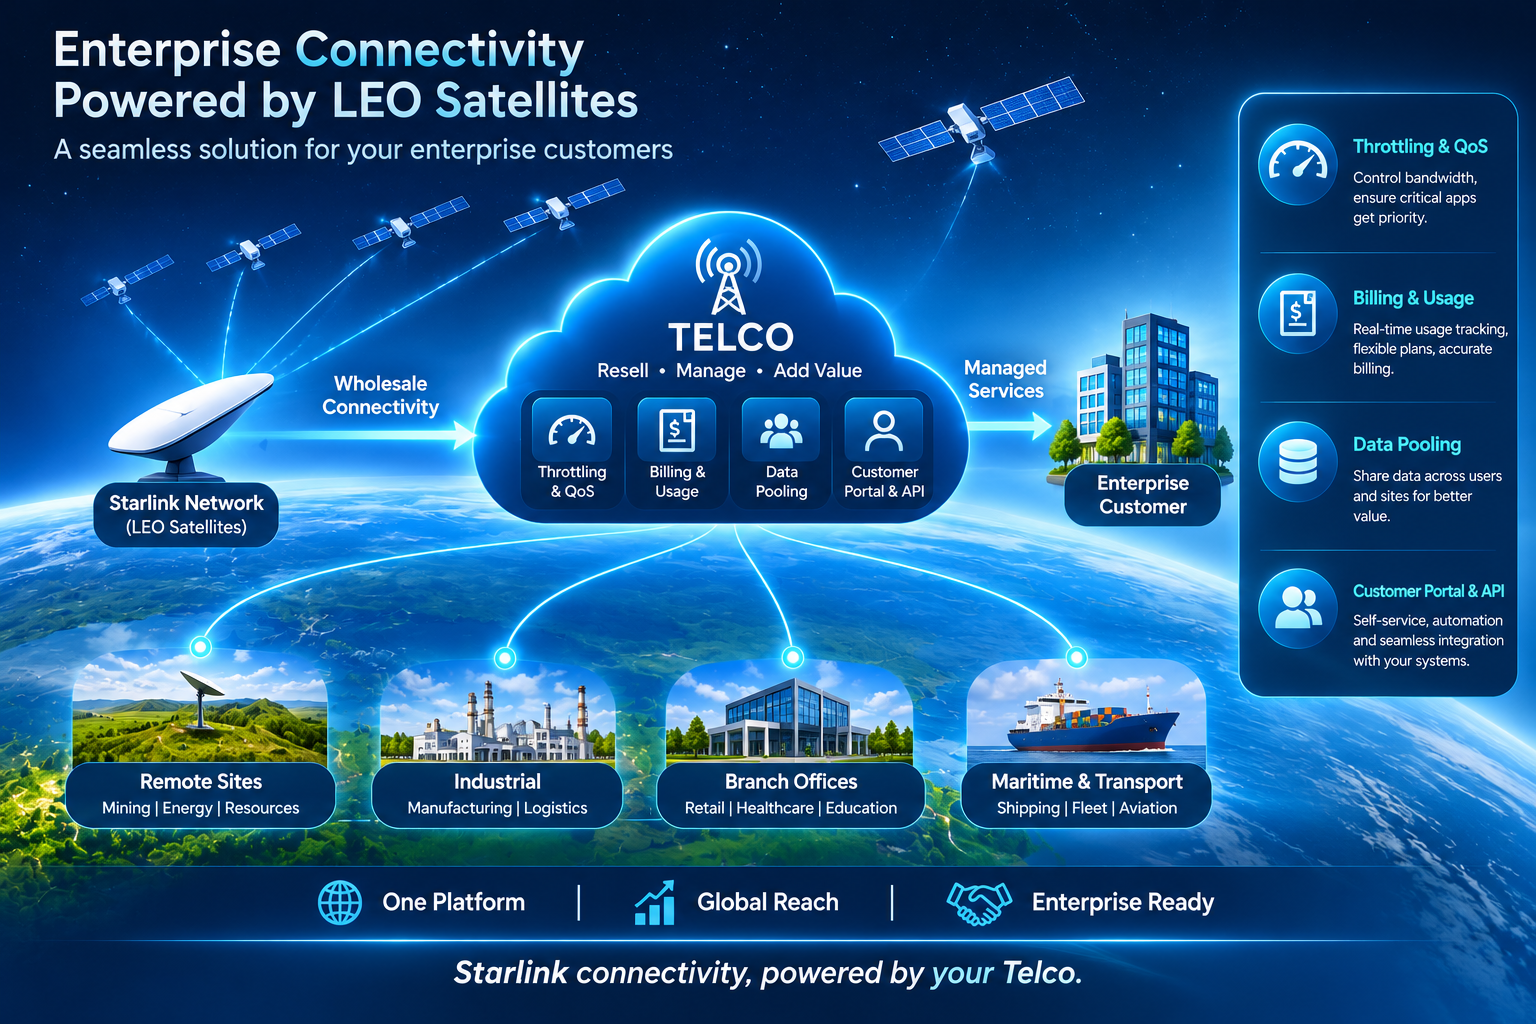 Enterprise Connectivity
Powered by LEO Satellites
A seamless solution for your enterprise customers
Wholesale
Connectivity
Starlink Network
(LEO Satellites)
TELCO
Resell • Manage • Add Value
Throttling
& QoS
Billing &
Usage
Data
Pooling
Customer
Portal & API
Managed
Services
Enterprise
Customer
Throttling & QoS
Control bandwidth,
ensure critical apps
get priority.
Billing & Usage
Real-time usage tracking,
flexible plans, accurate
billing.
Data Pooling
Share data across users
and sites for better
value.
Customer Portal & API
Self-service, automation
and seamless integration
with your systems.
Remote Sites
Mining | Energy | Resources
Industrial
Manufacturing | Logistics
Branch Offices
Retail | Healthcare | Education
Maritime & Transport
Shipping | Fleet | Aviation
One Platform | Global Reach | Enterprise Ready
Starlink connectivity, powered by your Telco.